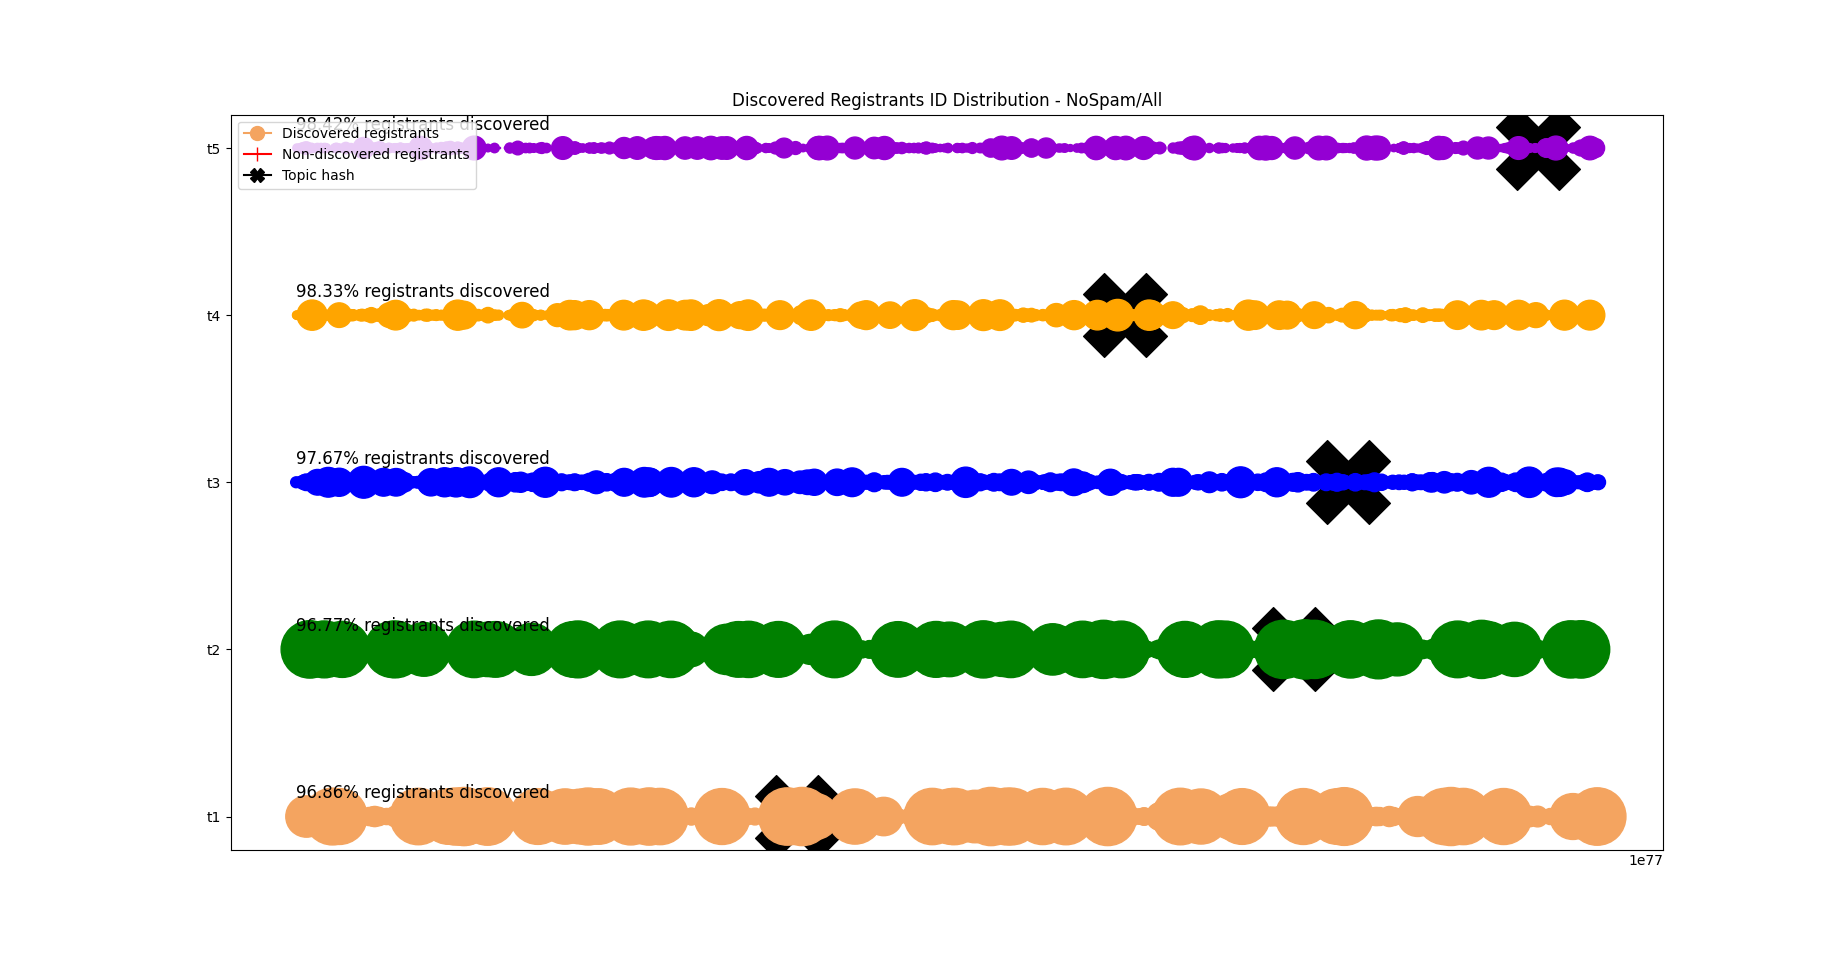 Discovered Registrants ID Distribution - NoSpam/All
98.42% registrants discovered
Discovered registrants
Non-discovered registrants
Topic hash
t5
98.33% registrants discovered
t4
97.67% registrants discovered
t3
96.77% registrants discovered
t2
96.86% registrants discovered
t1
1e77